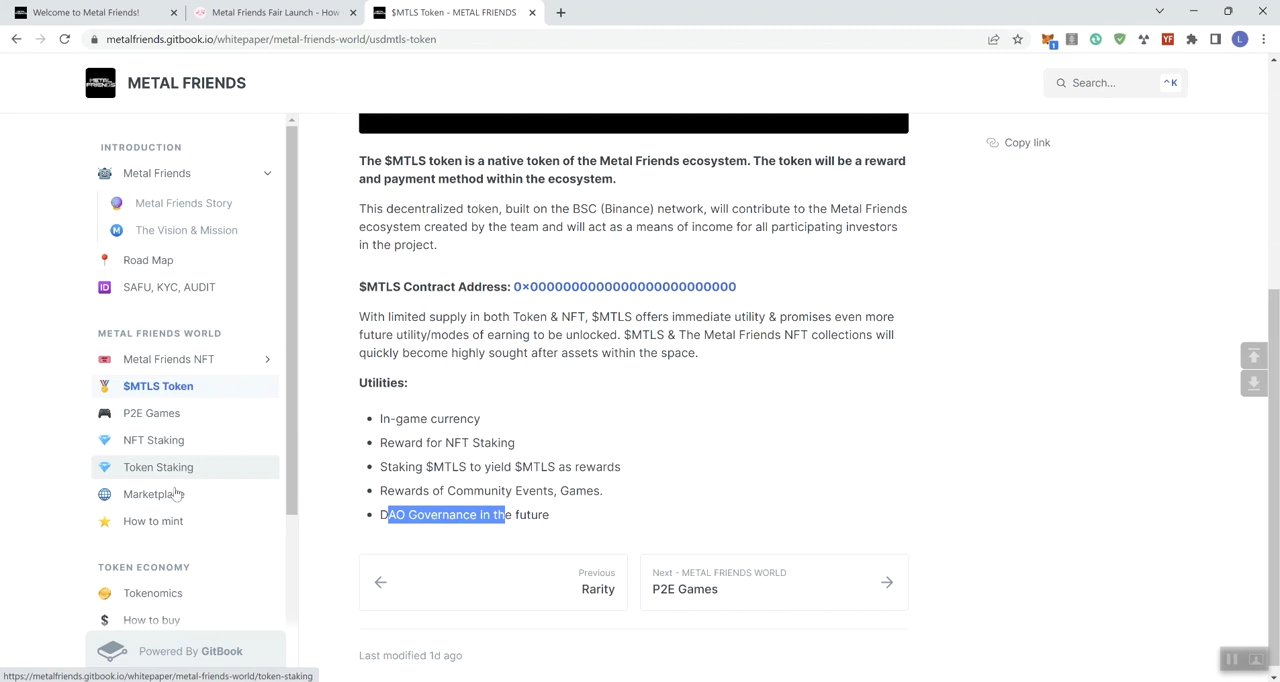 Welcome to Metal Friends!
Metal Friends Fair Launch - How
$MTLS Token - METAL FRIENDS
metalfriends.gitbook.io/whitepaper/metal-friends-world/usdmtls-token
1
YF
L
METAL FRIENDS
METAL FRIENDS
Search...
^K
INTRODUCTION
Metal Friends
Metal Friends Story
M
The Vision & Mission
Road Map
ID
SAFU, KYC, AUDIT
METAL FRIENDS WORLD
Metal Friends NFT
$MTLS Token
P2E Games
NFT Staking
Token Staking
Marketplace
How to mint
TOKEN ECONOMY
Tokenomics
$
How to buy
Powered By GitBook
The $MTLS token is a native token of the Metal Friends ecosystem. The token will be a reward
and payment method within the ecosystem.
This decentralized token, built on the BSC (Binance) network, will contribute to the Metal Friends
ecosystem created by the team and will act as a means of income for all participating investors
in the project.
$MTLS Contract Address: 0x0000000000000000000000000
With limited supply in both Token & NFT, $MTLS offers immediate utility & promises even more
future utility/modes of earning to be unlocked. $MTLS & The Metal Friends NFT collections will
quickly become highly sought after assets within the space.
Utilities:
In-game currency
Reward for NFT Staking
Staking $MTLS to yield $MTLS as rewards
Rewards of Community Events, Games.
DAO Governance in the future
Previous
Rarity
Next - METAL FRIENDS WORLD
P2E Games
Last modified 1d ago
Copy link
https://metalfriends.gitbook.io/whitepaper/metal-friends-world/token-staking